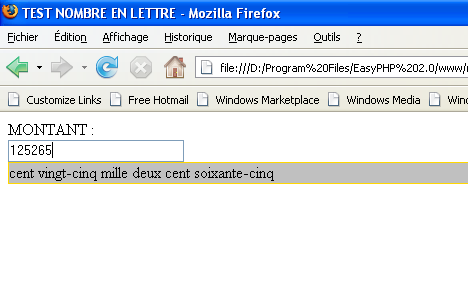 TEST NOMBRE EN LETTRE - Mozilla Firefox
Fichier Édition Affichage Historique Marque-pages Outils ?
file:///D:/Program%20Files/EasyPHP%202.0/www/
Customize Links Free Hotmail Windows Marketplace Windows Media
MONTANT :
125265
cent vingt-cinq mille deux cent soixante-cinq